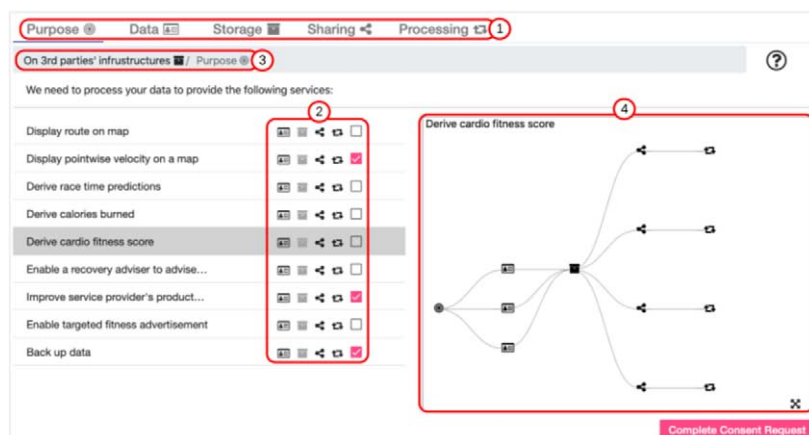 Purpose Data Storage Sharing Processing 1
On 3rd parties' infrustructures / Purpose 3
We need to process your data to provide the following services:
2
4
Display route on map
Derive cardio fitness score
Display pointwise velocity on a map
Derive race time predictions
Derive calories burned
Derive cardio fitness score
Enable a recovery adviser to advise...
Improve service provider's product...
Enable targeted fitness advertisement
Back up data
Complete Consent Request